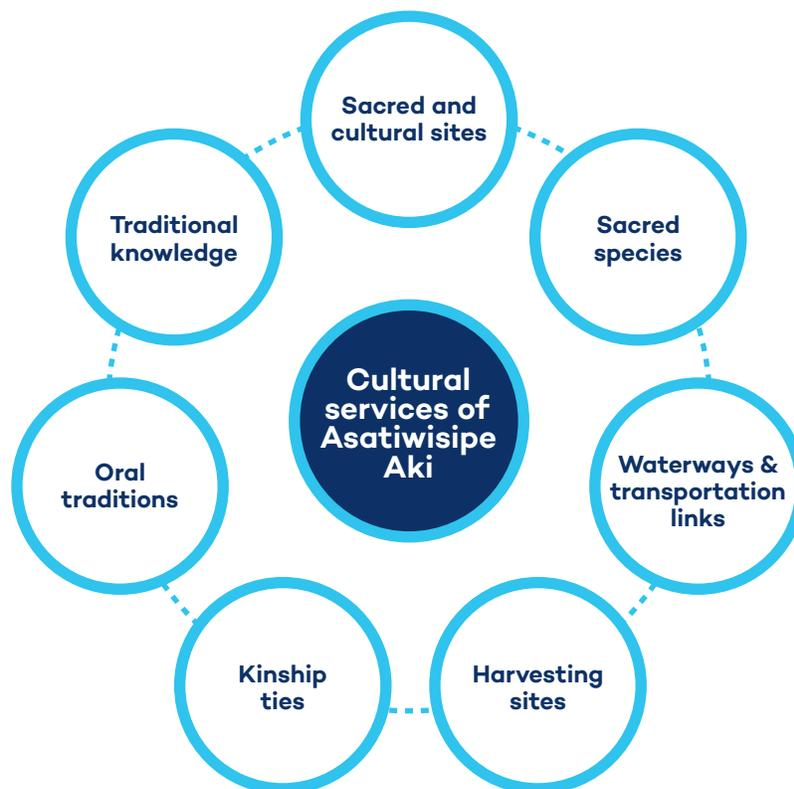 Sacred and
cultural sites
Sacred
species
Waterways &
transportation
links
Harvesting
sites
Kinship
ties
Oral
traditions
Traditional
knowledge
Cultural
services of
Asatiwisipe
Aki